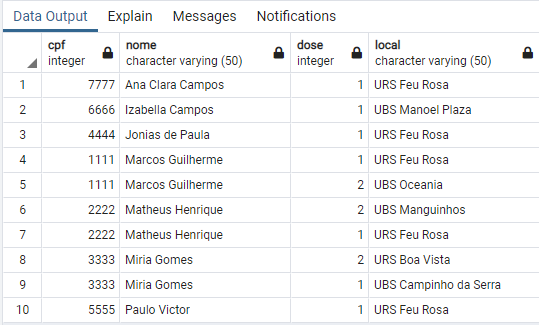 Data Output Explain Messages Notifications
cpf nome dose local
integer character varying (50) integer character varying (50)
1 7777 Ana Clara Campos 1 URS Feu Rosa
2 6666 Izabella Campos 1 UBS Manoel Plaza
3 4444 Jonias de Paula 1 URS Feu Rosa
4 1111 Marcos Guilherme 1 URS Feu Rosa
5 1111 Marcos Guilherme 2 UBS Oceania
6 2222 Matheus Henrique 2 UBS Manguinhos
7 2222 Matheus Henrique 1 URS Feu Rosa
8 3333 Miria Gomes 2 URS Boa Vista
9 3333 Miria Gomes 1 UBS Campinho da Serra
10 5555 Paulo Victor 1 URS Feu Rosa